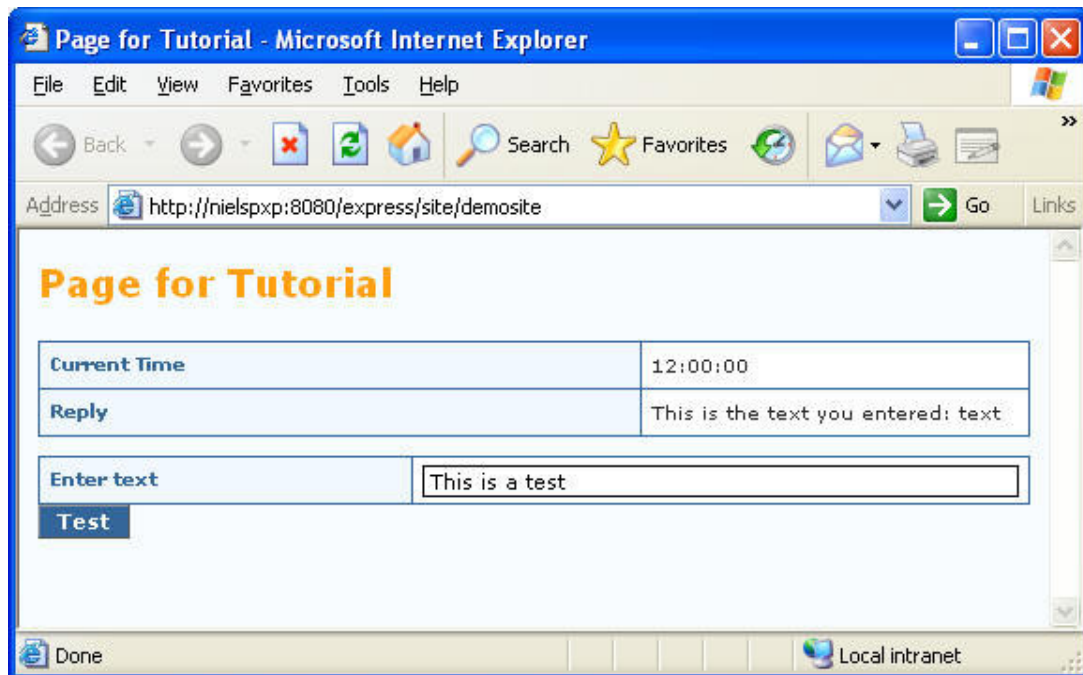 Page for Tutorial - Microsoft Internet Explorer
File Edit View Favorites Tools Help
Back Search Favorites »
Address http://nielspxp:8080/express/site/demosite Go Links
Page for Tutorial
Current Time 12:00:00
Reply This is the text you entered: text
Enter text This is a test
Test
Done Local intranet